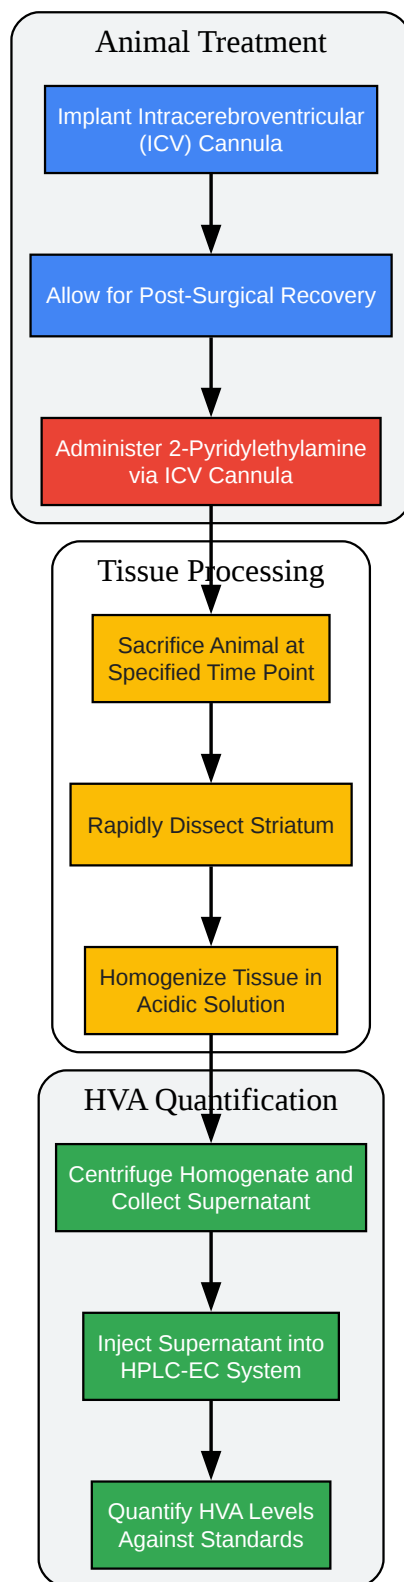 Animal Treatment
Implant Intracerebroventricular
(ICV) Cannula
Allow for Post-Surgical Recovery
Administer 2-Pyridylethylamine
via ICV Cannula
Tissue Processing
Sacrifice Animal at
Specified Time Point
Rapidly Dissect Striatum
Homogenize Tissue in
Acidic Solution
HVA Quantification
Centrifuge Homogenate and
Collect Supernatant
Inject Supernatant into
HPLC-EC System
Quantify HVA Levels
Against Standards